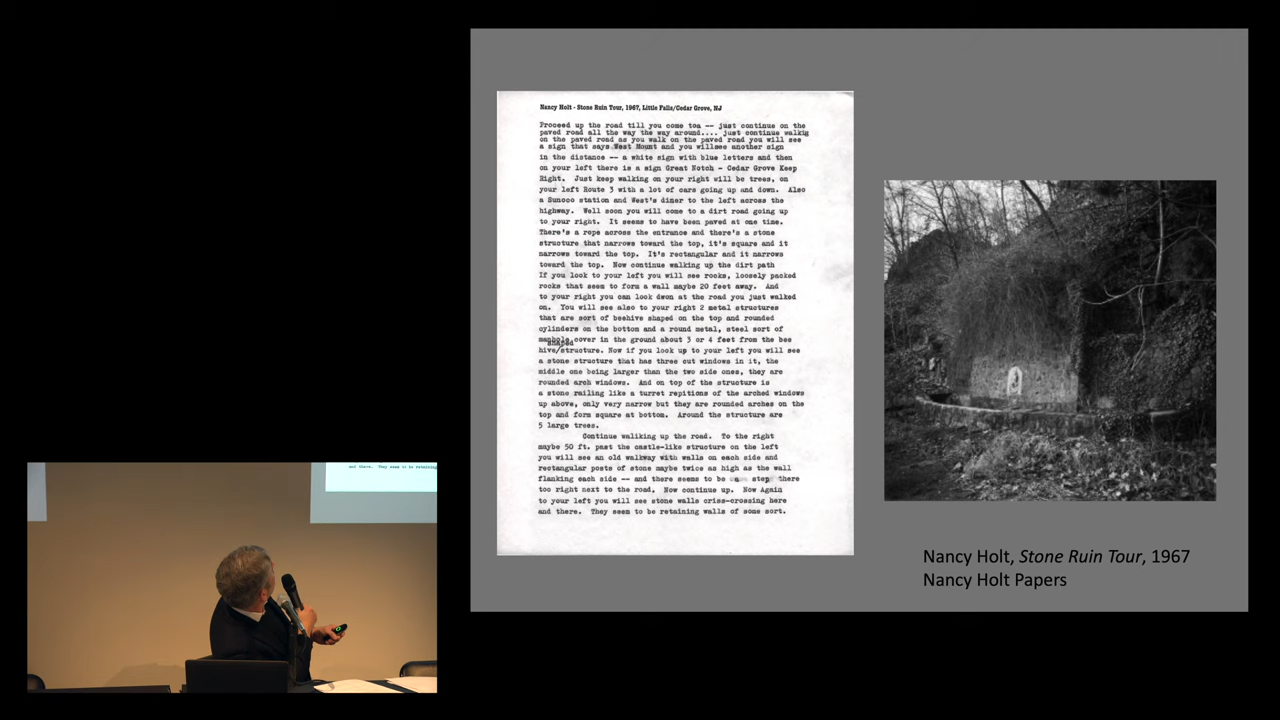 Nancy Holt - Stone Ruin Tour, 1967, Little Falls/Cedar Grove, NJ
Proceed up the road till you come toa -- just continue on the
paved road all the way the way around.... just continue walkig
on the paved road as you walk on the paved road you will see
a sign that says West Mount and you willsee another sign
in the distance -- a white sign with blue letters and then
on your left there is a sign Great Notch - Cedar Grove Keep
Right.  Just keep walking on your right will be trees, on
your left Route 3 with a lot of cars going up and down.  Also
a Sunoco station and West's diner to the left across the
highway.  Well soon you will come to a dirt road going up
to your right.  It seems to have been paved at one time.
There's a rope across the entrance and there's a stone
structure that narrows toward the top, it's square and it
narrows toward the top.  It's rectangular and it narrows
toward the top.  Now continue walking up the dirt path
If you look to your left you will see rocks, loosely packed
rocks that seem to form a wall maybe 20 feet away.  And
to your right you can look dwon at the road you just walked
on.  You will see also to your right 2 metal structures
that are sort of beehive shaped on the top and rounded
cylinders on the bottom and a round metal, steel sort of
manhole cover in the ground about 3 or 4 feet from the bee
shaped
hive/structure. Now if you look up to your left you will see
a stone structure that has three cut windows in it, the
middle one being larger than the two side ones, they are
rounded arch windows.  And on top of the structure is
a stone railing like a turret repitions of the arched windows
up above, only very narrow but they are rounded arches on the
top and form square at bottom.  Around the structure are
5 large trees.
Continue waliking up the road.  To the right
maybe 50 ft. past the castle-like structure on the left
you will see an old walkway with walls on each side and
rectangular posts of stone maybe twice as high as the wall
flanking each side -- and there seems to be step there
too right next to the road.  Now continue up.  Now Again
to your left you will see stone walls criss-crossing here
and there.  They seem to be retaining walls of some sort.
Nancy Holt, Stone Ruin Tour, 1967
Nancy Holt Papers
and there.  They seem to be retaining